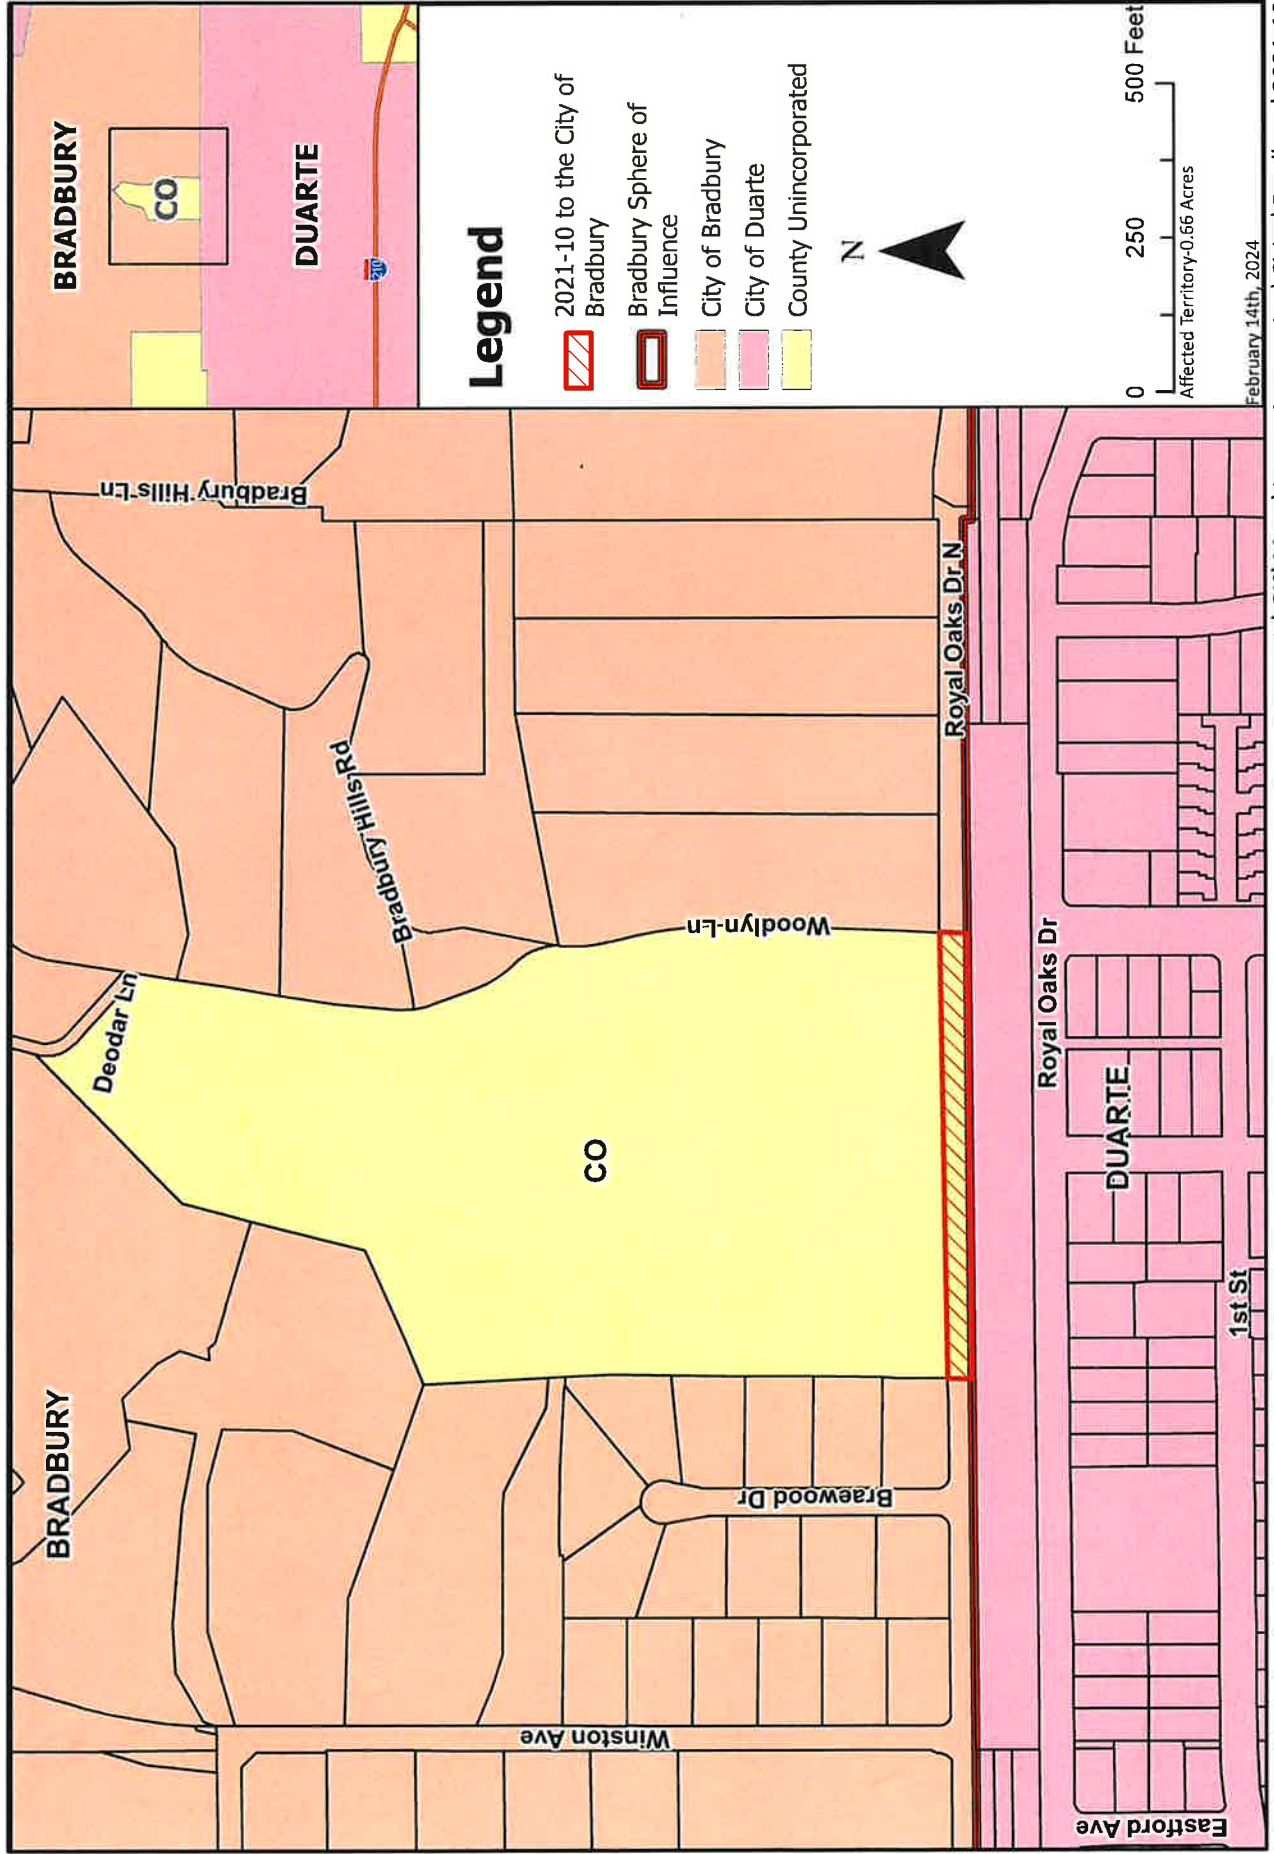 BRADBURY
Deodar Ln
Bradbury Hills Ln
Bradbury Hills Rd
CO
Woodlyn Ln
Braewood Dr
Winston Ave
Royal Oaks Dr N
Royal Oaks Dr
DUARTE
1st St
Eastford Ave
BRADBURY
CO
DUARTE
210
Legend
2021-10 to the City of
Bradbury
Bradbury Sphere of
Influence
City of Bradbury
City of Duarte
County Unincorporated
N
0 250 500 Feet
Affected Territory-0.66 Acres
February 14th, 2024